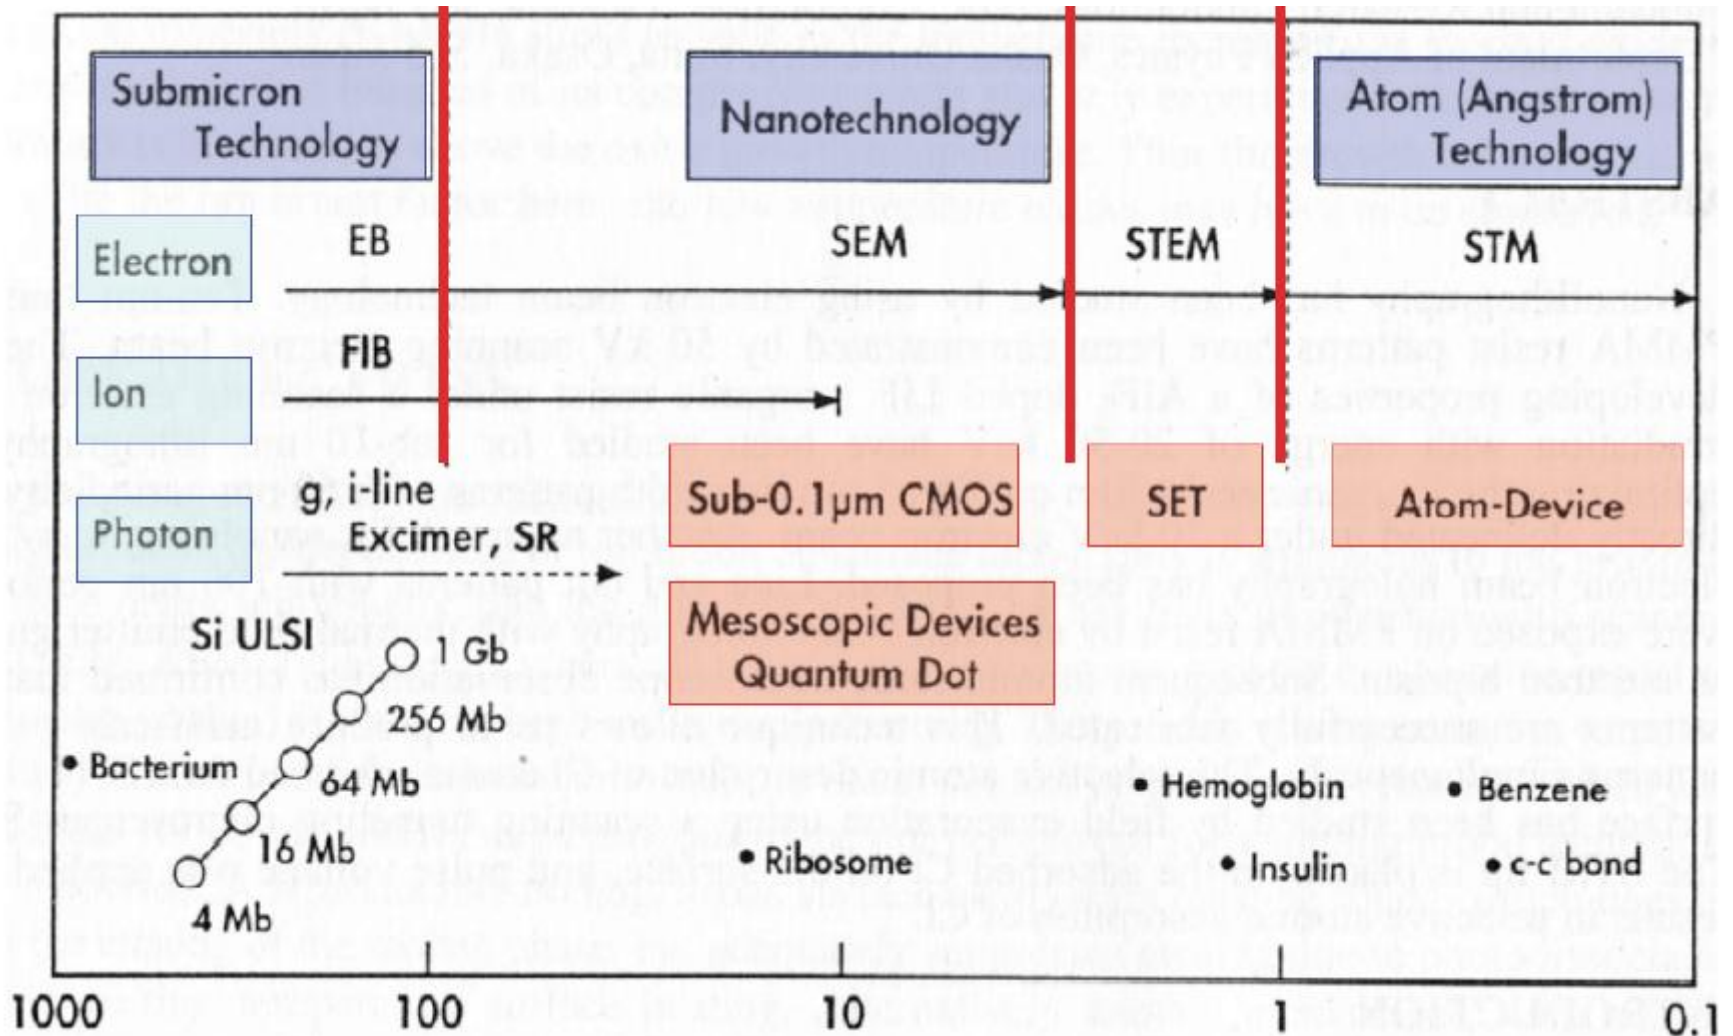 Submicron
Technology
Nanotechnology
Atom (Angstrom)
Technology
Electron
EB
SEM
STEM
STM
Ion
FIB
Photon
g, i-line
Excimer, SR
Sub-0.1µm CMOS
SET
Atom-Device
Mesoscopic Devices
Quantum Dot
Si ULSI
1 Gb
256 Mb
64 Mb
16 Mb
4 Mb
Bacterium
Ribosome
Hemoglobin
Insulin
Benzene
c-c bond
1000
100
10
1
0.1